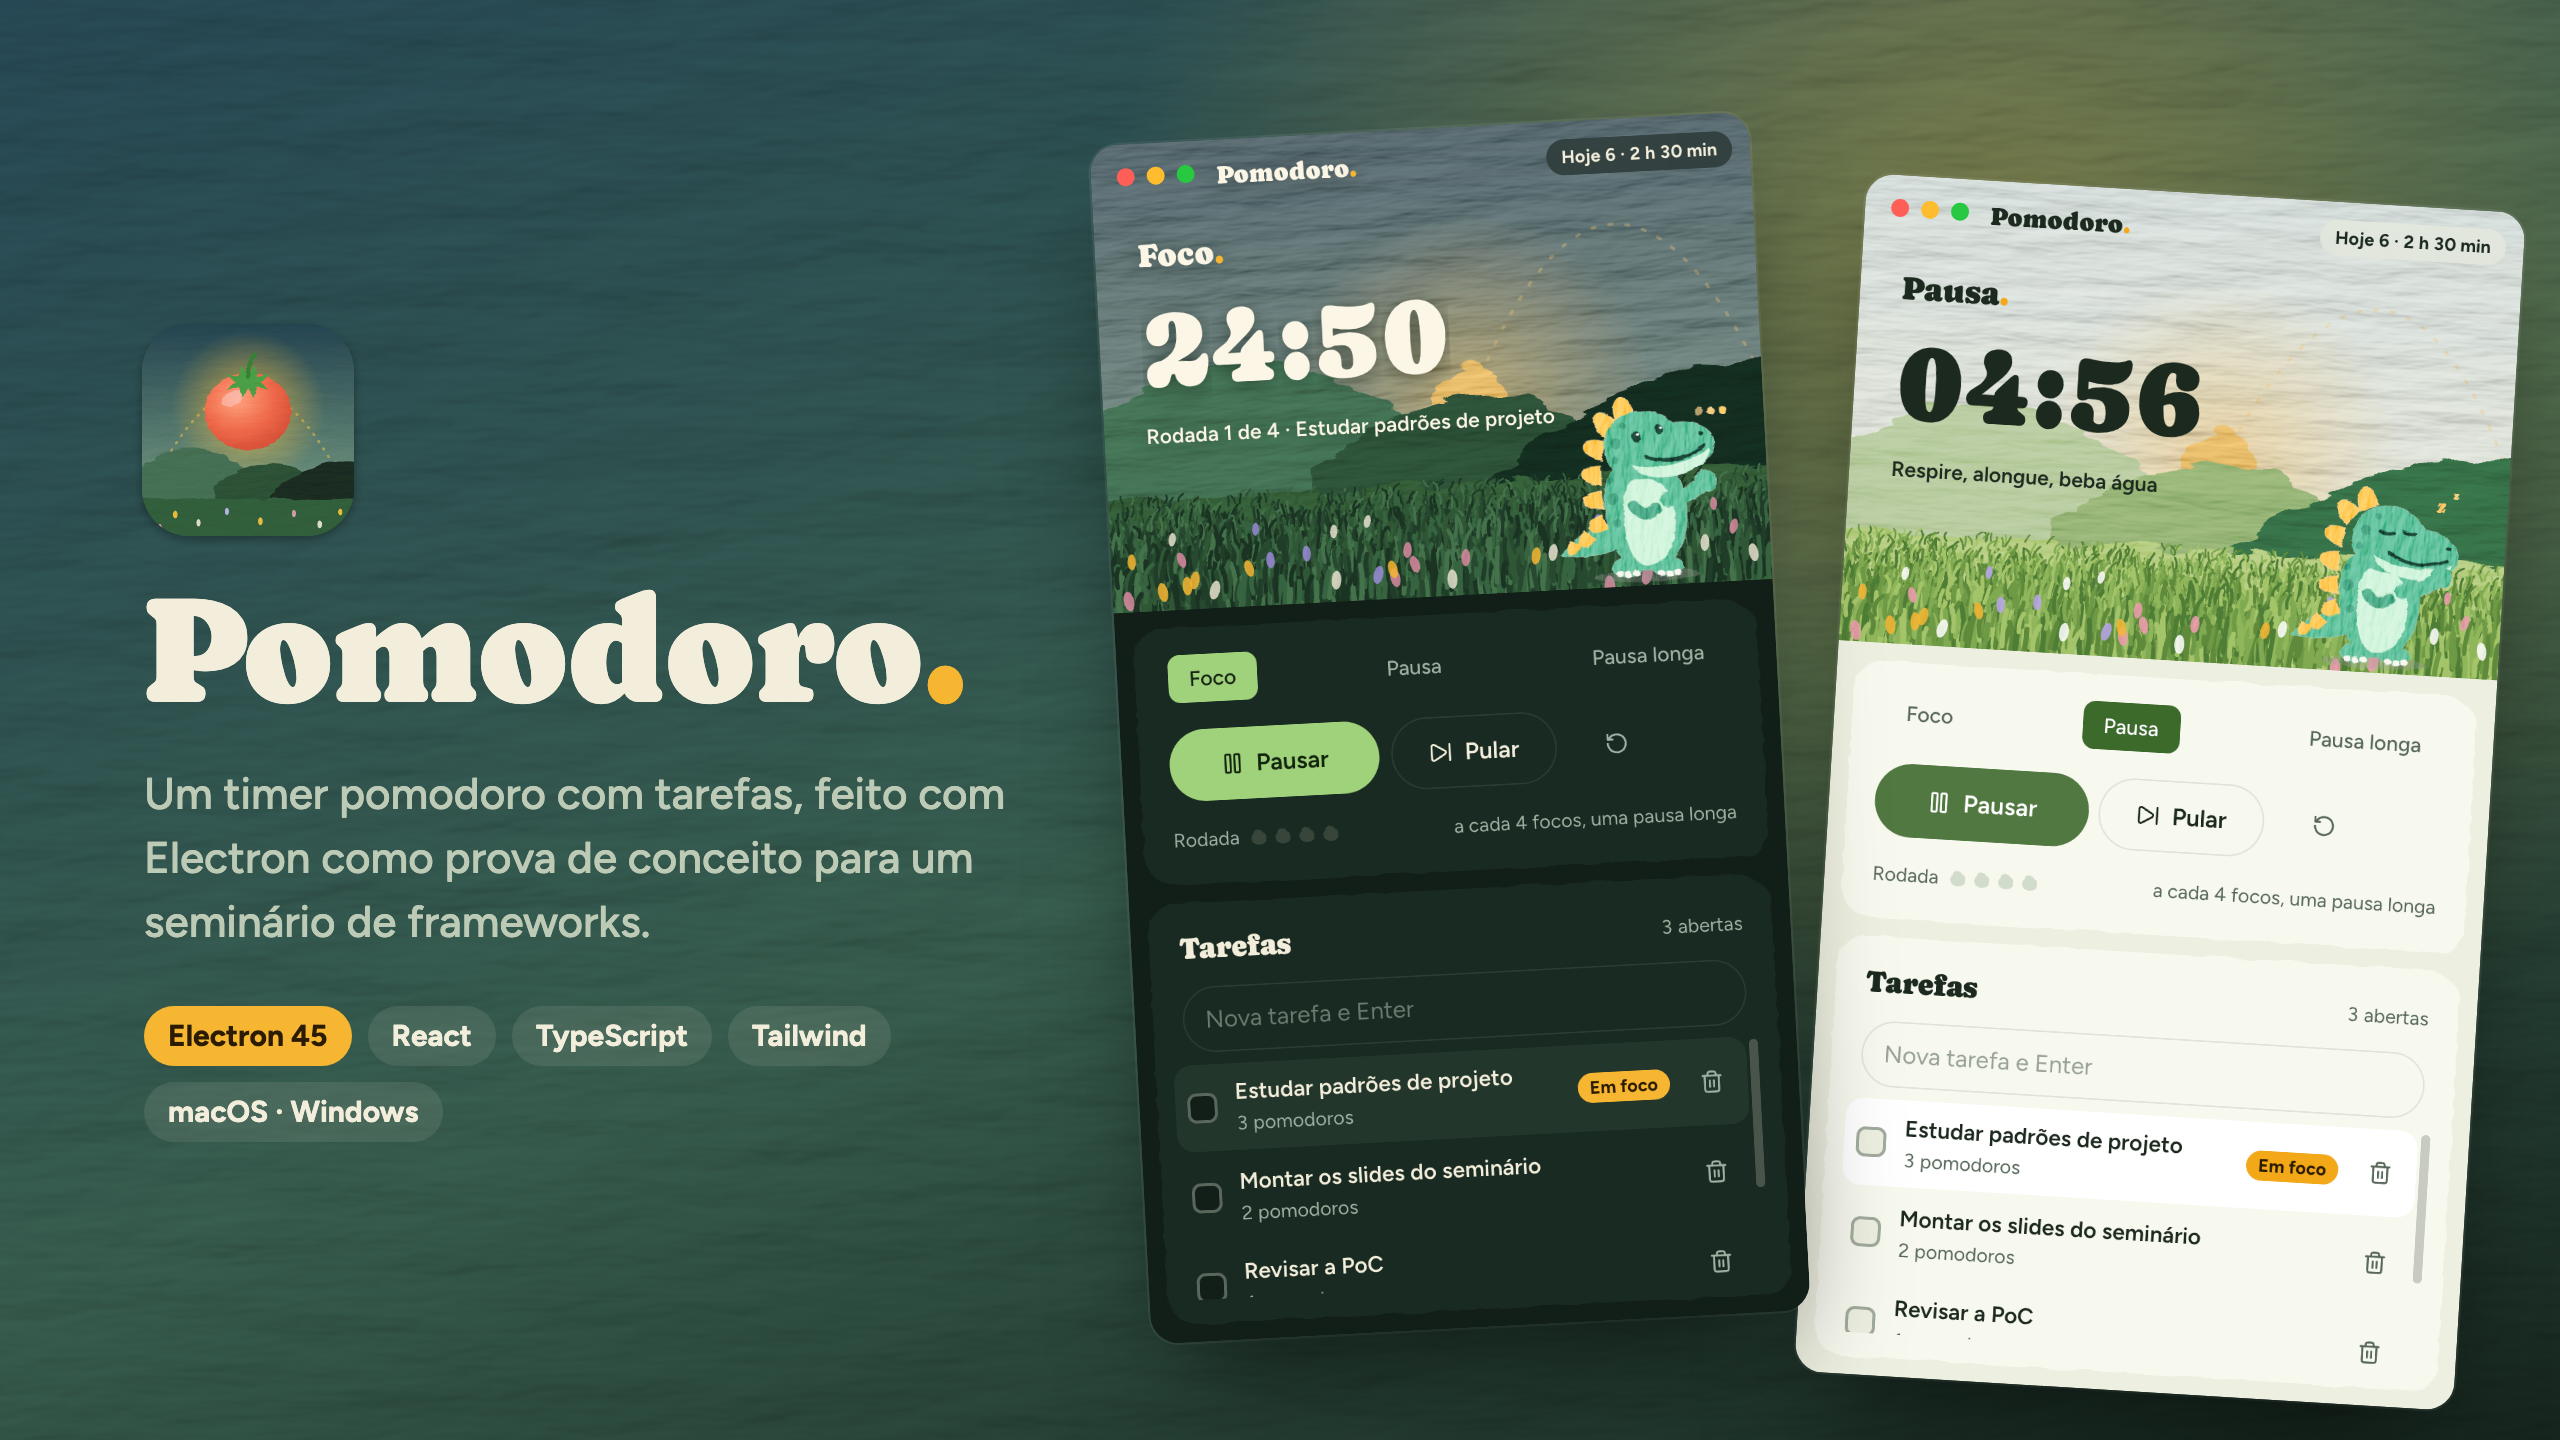 Pomodoro.
Um timer pomodoro com tarefas, feito com
Electron como prova de conceito para um
seminário de frameworks.
Electron 45
React
TypeScript
Tailwind
macOS · Windows
Pomodoro.
Hoje 6 · 2 h 30 min
Foco.
24:50
Rodada 1 de 4 · Estudar padrões de projeto
Foco
Pausa
Pausa longa
Pausar
Pular
Rodada
a cada 4 focos, uma pausa longa
Tarefas
3 abertas
Nova tarefa e Enter
Estudar padrões de projeto
Em foco
3 pomodoros
Montar os slides do seminário
2 pomodoros
Revisar a PoC
Pomodoro.
Hoje 6 · 2 h 30 min
Pausa.
04:56
Respire, alongue, beba água
z
z
Foco
Pausa
Pausa longa
Pausar
Pular
Rodada
a cada 4 focos, uma pausa longa
Tarefas
3 abertas
Nova tarefa e Enter
Estudar padrões de projeto
Em foco
3 pomodoros
Montar os slides do seminário
2 pomodoros
Revisar a PoC